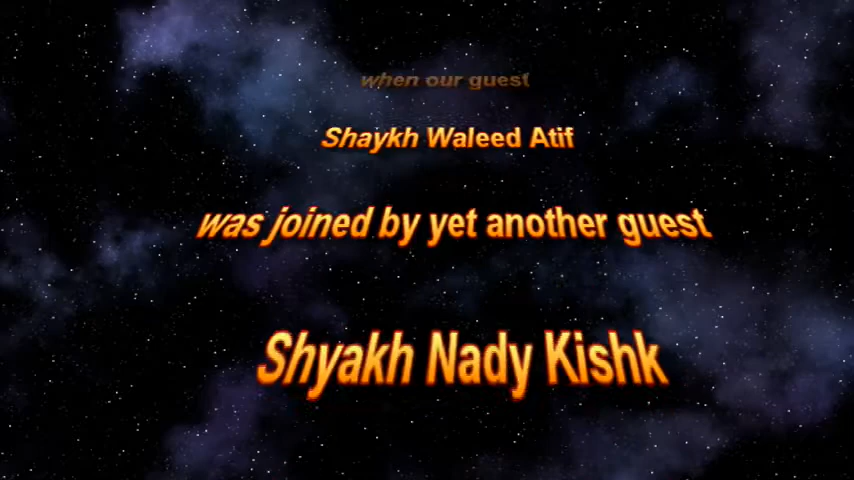 when our guest
Shaykh Waleed Atif
was joined by yet another guest
Shyakh Nady Kishk